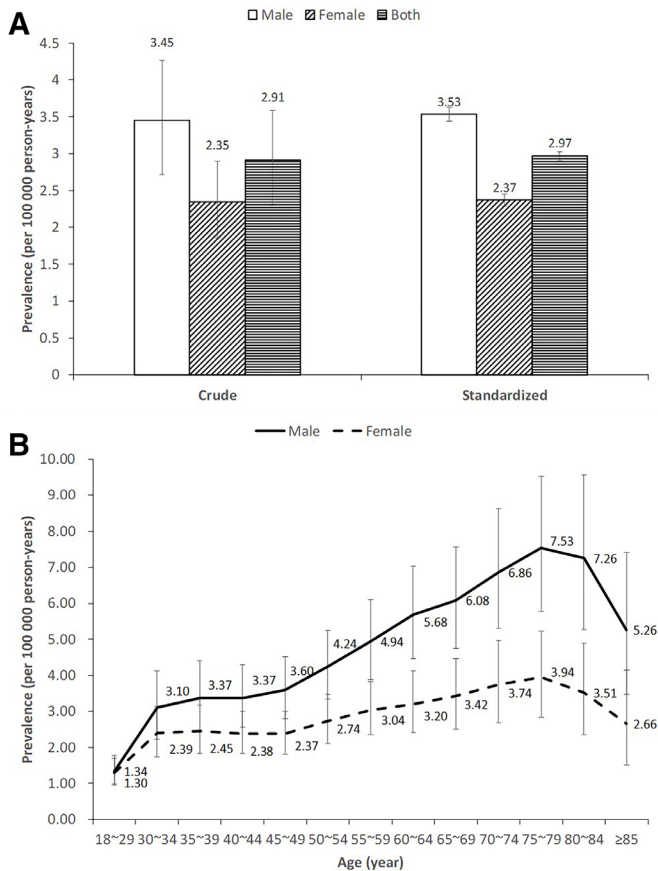 A
Male Female Both
Prevalence (per 100 000 person-years)
4.5
4
3.5
3
2.5
2
1.5
1
0.5
0
3.45
2.35
2.91
3.53
2.37
2.97
Crude Standardized
B
Male Female
Prevalence (per 100 000 person-years)
10.00
9.00
8.00
7.00
6.00
5.00
4.00
3.00
2.00
1.00
0.00
1.34 3.10 3.37 3.37 3.60 4.24 4.94 5.68 6.08 6.86 7.53 7.26 5.26
1.30 2.39 2.45 2.38 2.37 2.74 3.04 3.20 3.42 3.74 3.94 3.51 2.66
18~29 30~34 35~39 40~44 45~49 50~54 55~59 60~64 65~69 70~74 75~79 80~84 ≥85
Age (year)